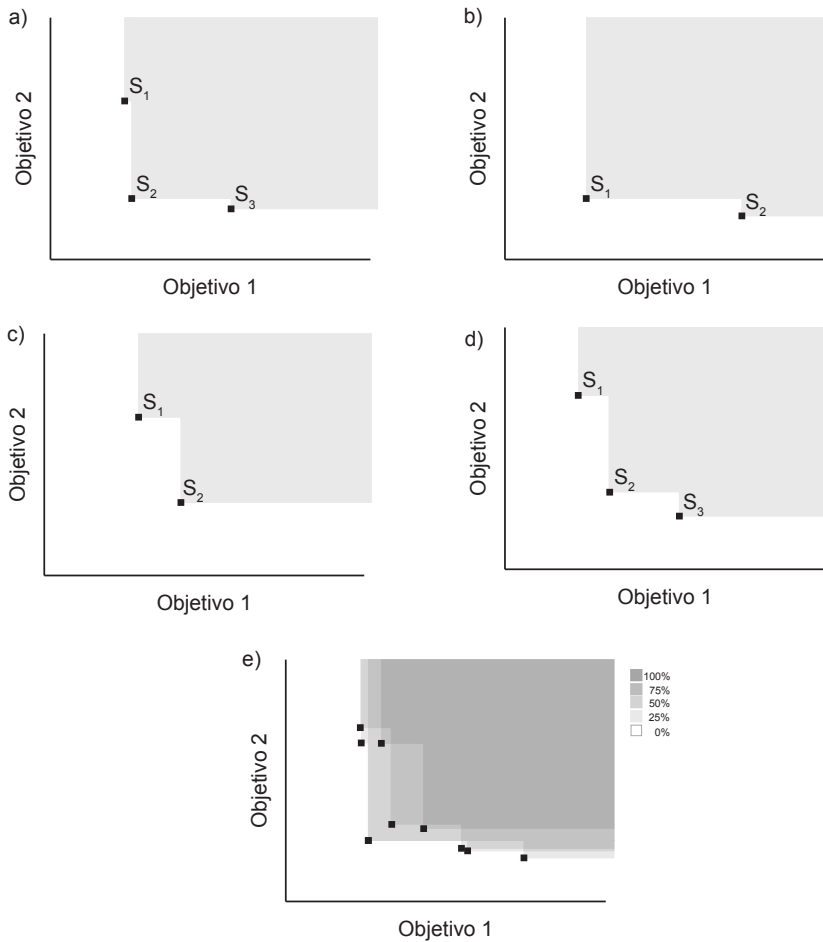 a)
S1
S2
S3
Objetivo 2
Objetivo 1
b)
S1
S2
Objetivo 2
Objetivo 1
c)
S1
S2
Objetivo 2
Objetivo 1
d)
S1
S2
S3
Objetivo 2
Objetivo 1
e)
100%
75%
50%
25%
0%
Objetivo 2
Objetivo 1